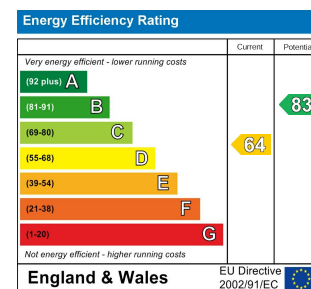 Energy Efficiency Rating
Current Potentia
Very energy efficient - lower running costs
(92 plus) A
(81-91) B
83
(69-80) C
64
(55-68) D
(39-54) E
(21-38) F
(1-20) G
Not energy efficient - higher running costs
England & Wales
EU Directive
2002/91/EC